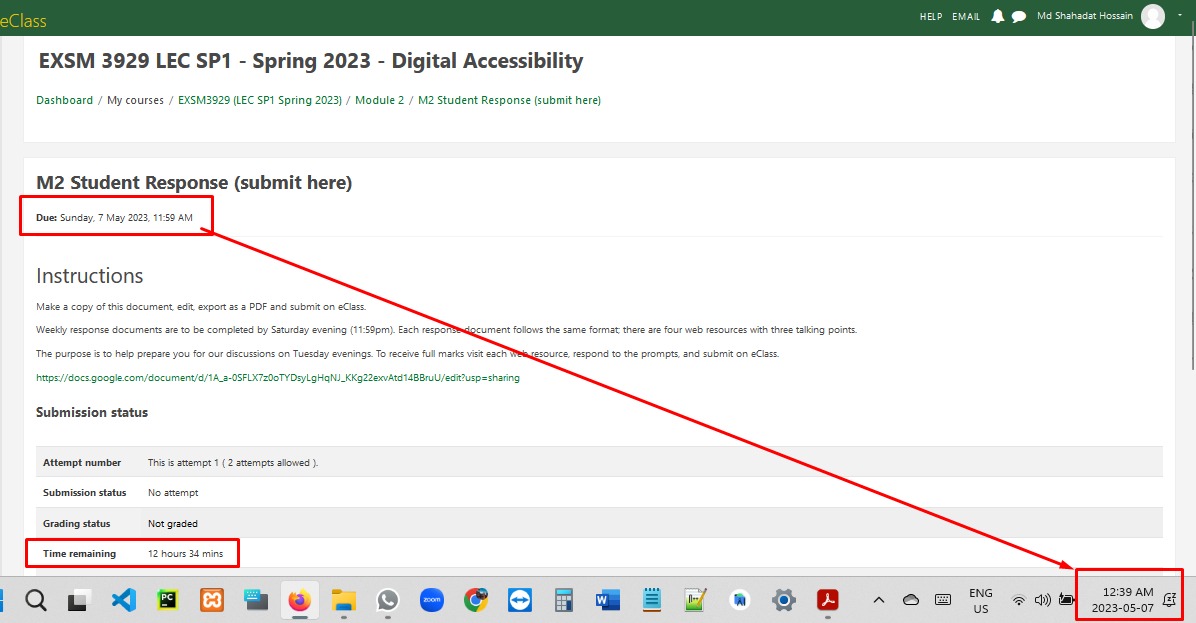 eClass
HELP EMAIL Md Shahadat Hossain
EXSM 3929 LEC SP1 - Spring 2023 - Digital Accessibility
Dashboard / My courses / EXSM3929 (LEC SP1 Spring 2023) / Module 2 / M2 Student Response (submit here)
M2 Student Response (submit here)
Due: Sunday, 7 May 2023, 11:59 AM
Instructions
Make a copy of this document, edit, export as a PDF and submit on eClass.
Weekly response documents are to be completed by Saturday evening (11:59pm). Each response document follows the same format; there are four web resources with three talking points.
The purpose is to help prepare you for our discussions on Tuesday evenings. To receive full marks visit each web resource, respond to the prompts, and submit on eClass.
https://docs.google.com/document/d/1A_a-0SFLX7z0oTYDsyLgHqNJ_KKg22exvAtd14BBruU/edit?usp=sharing
Submission status
Attempt number This is attempt 1 ( 2 attempts allowed ).
Submission status No attempt
Grading status Not graded
Time remaining 12 hours 34 mins
PC
zoom
W
ENG
US
12:39 AM
2023-05-07